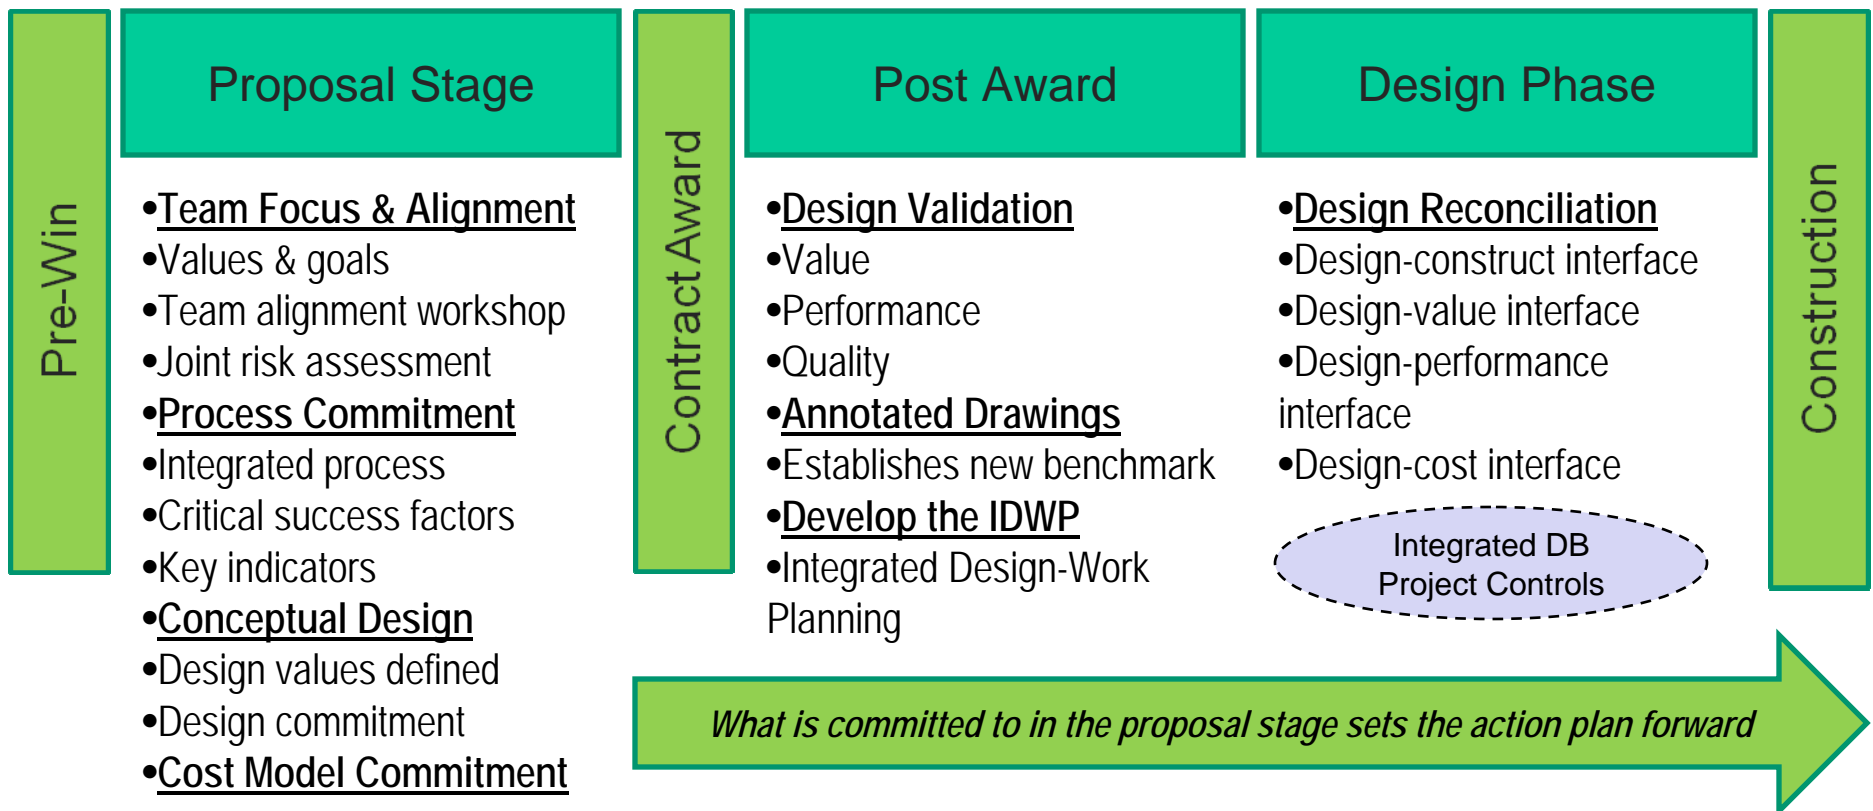 Pre-Win
Proposal Stage
•Team Focus & Alignment
•Values & goals
•Team alignment workshop
•Joint risk assessment
•Process Commitment
•Integrated process
•Critical success factors
•Key indicators
•Conceptual Design
•Design values defined
•Design commitment
•Cost Model Commitment
Contract Award
Post Award
•Design Validation
•Value
•Performance
•Quality
•Annotated Drawings
•Establishes new benchmark
•Develop the IDWP
•Integrated Design-Work
Planning
Design Phase
•Design Reconciliation
•Design-construct interface
•Design-value interface
•Design-performance
interface
•Design-cost interface
Integrated DB
Project Controls
Construction
What is committed to in the proposal stage sets the action plan forward